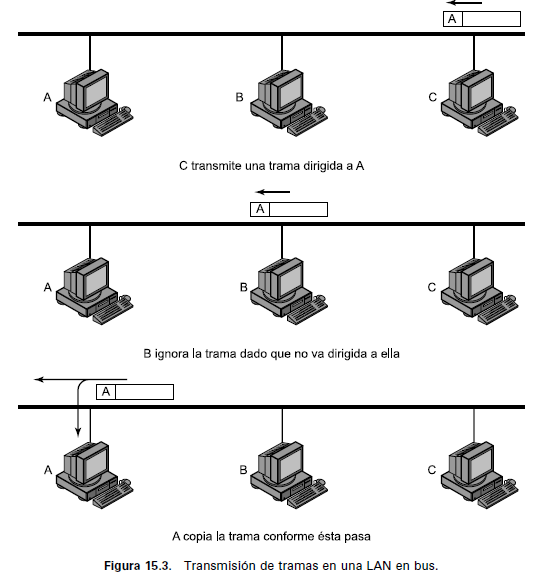 A
A
B
C
C transmite una trama dirigida a A
A
A
B
C
B ignora la trama dado que no va dirigida a ella
A
A
B
C
A copia la trama conforme ésta pasa
Figura 15.3. Transmisión de tramas en una LAN en bus.